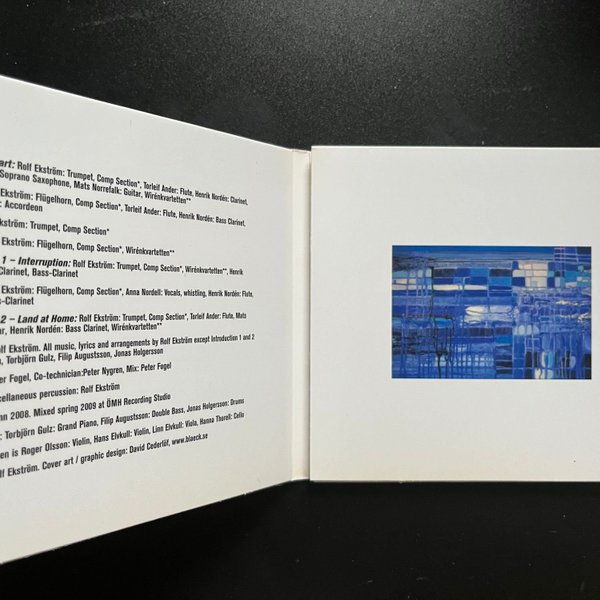 art: Rolf Ekström: Trumpet, Comp Section*, Torleif Ander: Flute, Henrik Nordén: Clarinet,
Soprano Saxophone, Mats Norrefalk: Guitar, Wirénkvartetten**
Ekström: Flügelhorn, Comp Section*, Torleif Ander: Flute, Henrik Nordén: Bass Clarinet,
: Accordeon
kström: Trumpet, Comp Section*
Ekström: Flügelhorn, Comp Section*, Wirénkvartetten**
1 – Interruption: Rolf Ekström: Trumpet, Comp Section*, Wirénkvartetten**, Henrik
Clarinet, Bass-Clarinet
Ekström: Flügelhorn, Comp Section*, Anna Nordell: Vocals, whistling, Henrik Nordén: Flute,
s-Clarinet
2 – Land at Home: Rolf Ekström: Trumpet, Comp Section*, Torleif Ander: Flute, Mats
ar, Henrik Nordén: Bass Clarinet, Wirénkvartetten**
olf Ekström. All music, lyrics and arrangements by Rolf Ekström except Introduction 1 and 2
, Torbjörn Gulz, Filip Augustsson, Jonas Holgersson
er Fogel, Co-technician:Peter Nygren, Mix: Peter Fogel
cellaneous percussion: Rolf Ekström
nn 2008. Mixed spring 2009 at ÖMH Recording Studio
: Torbjörn Gulz: Grand Piano, Filip Augustsson: Double Bass, Jonas Holgersson: Drums
en is Roger Olsson: Violin, Hans Elvkull: Violin, Linn Elvkull: Viola, Hanna Thorell: Cello
lf Ekström. Cover art / graphic design: David Cederlöf, www.blaeck.se